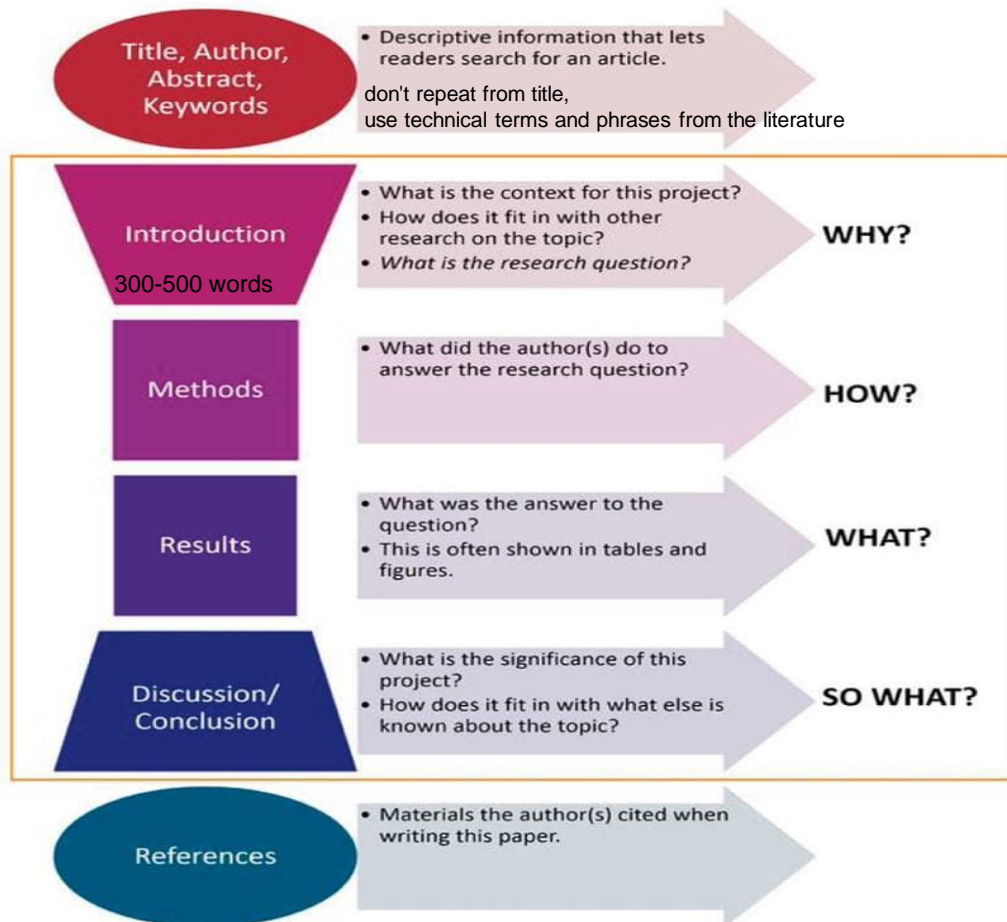 Title, Author,
Abstract,
Keywords
• Descriptive information that lets
readers search for an article.
don't repeat from title,
use technical terms and phrases from the literature
Introduction
300-500 words
• What is the context for this project?
• How does it fit in with other
research on the topic?
• What is the research question?
WHY?
Methods
• What did the author(s) do to
answer the research question?
HOW?
Results
• What was the answer to the
question?
• This is often shown in tables and
figures.
WHAT?
Discussion/
Conclusion
• What is the significance of this
project?
• How does it fit in with what else is
known about the topic?
SO WHAT?
References
• Materials the author(s) cited when
writing this paper.